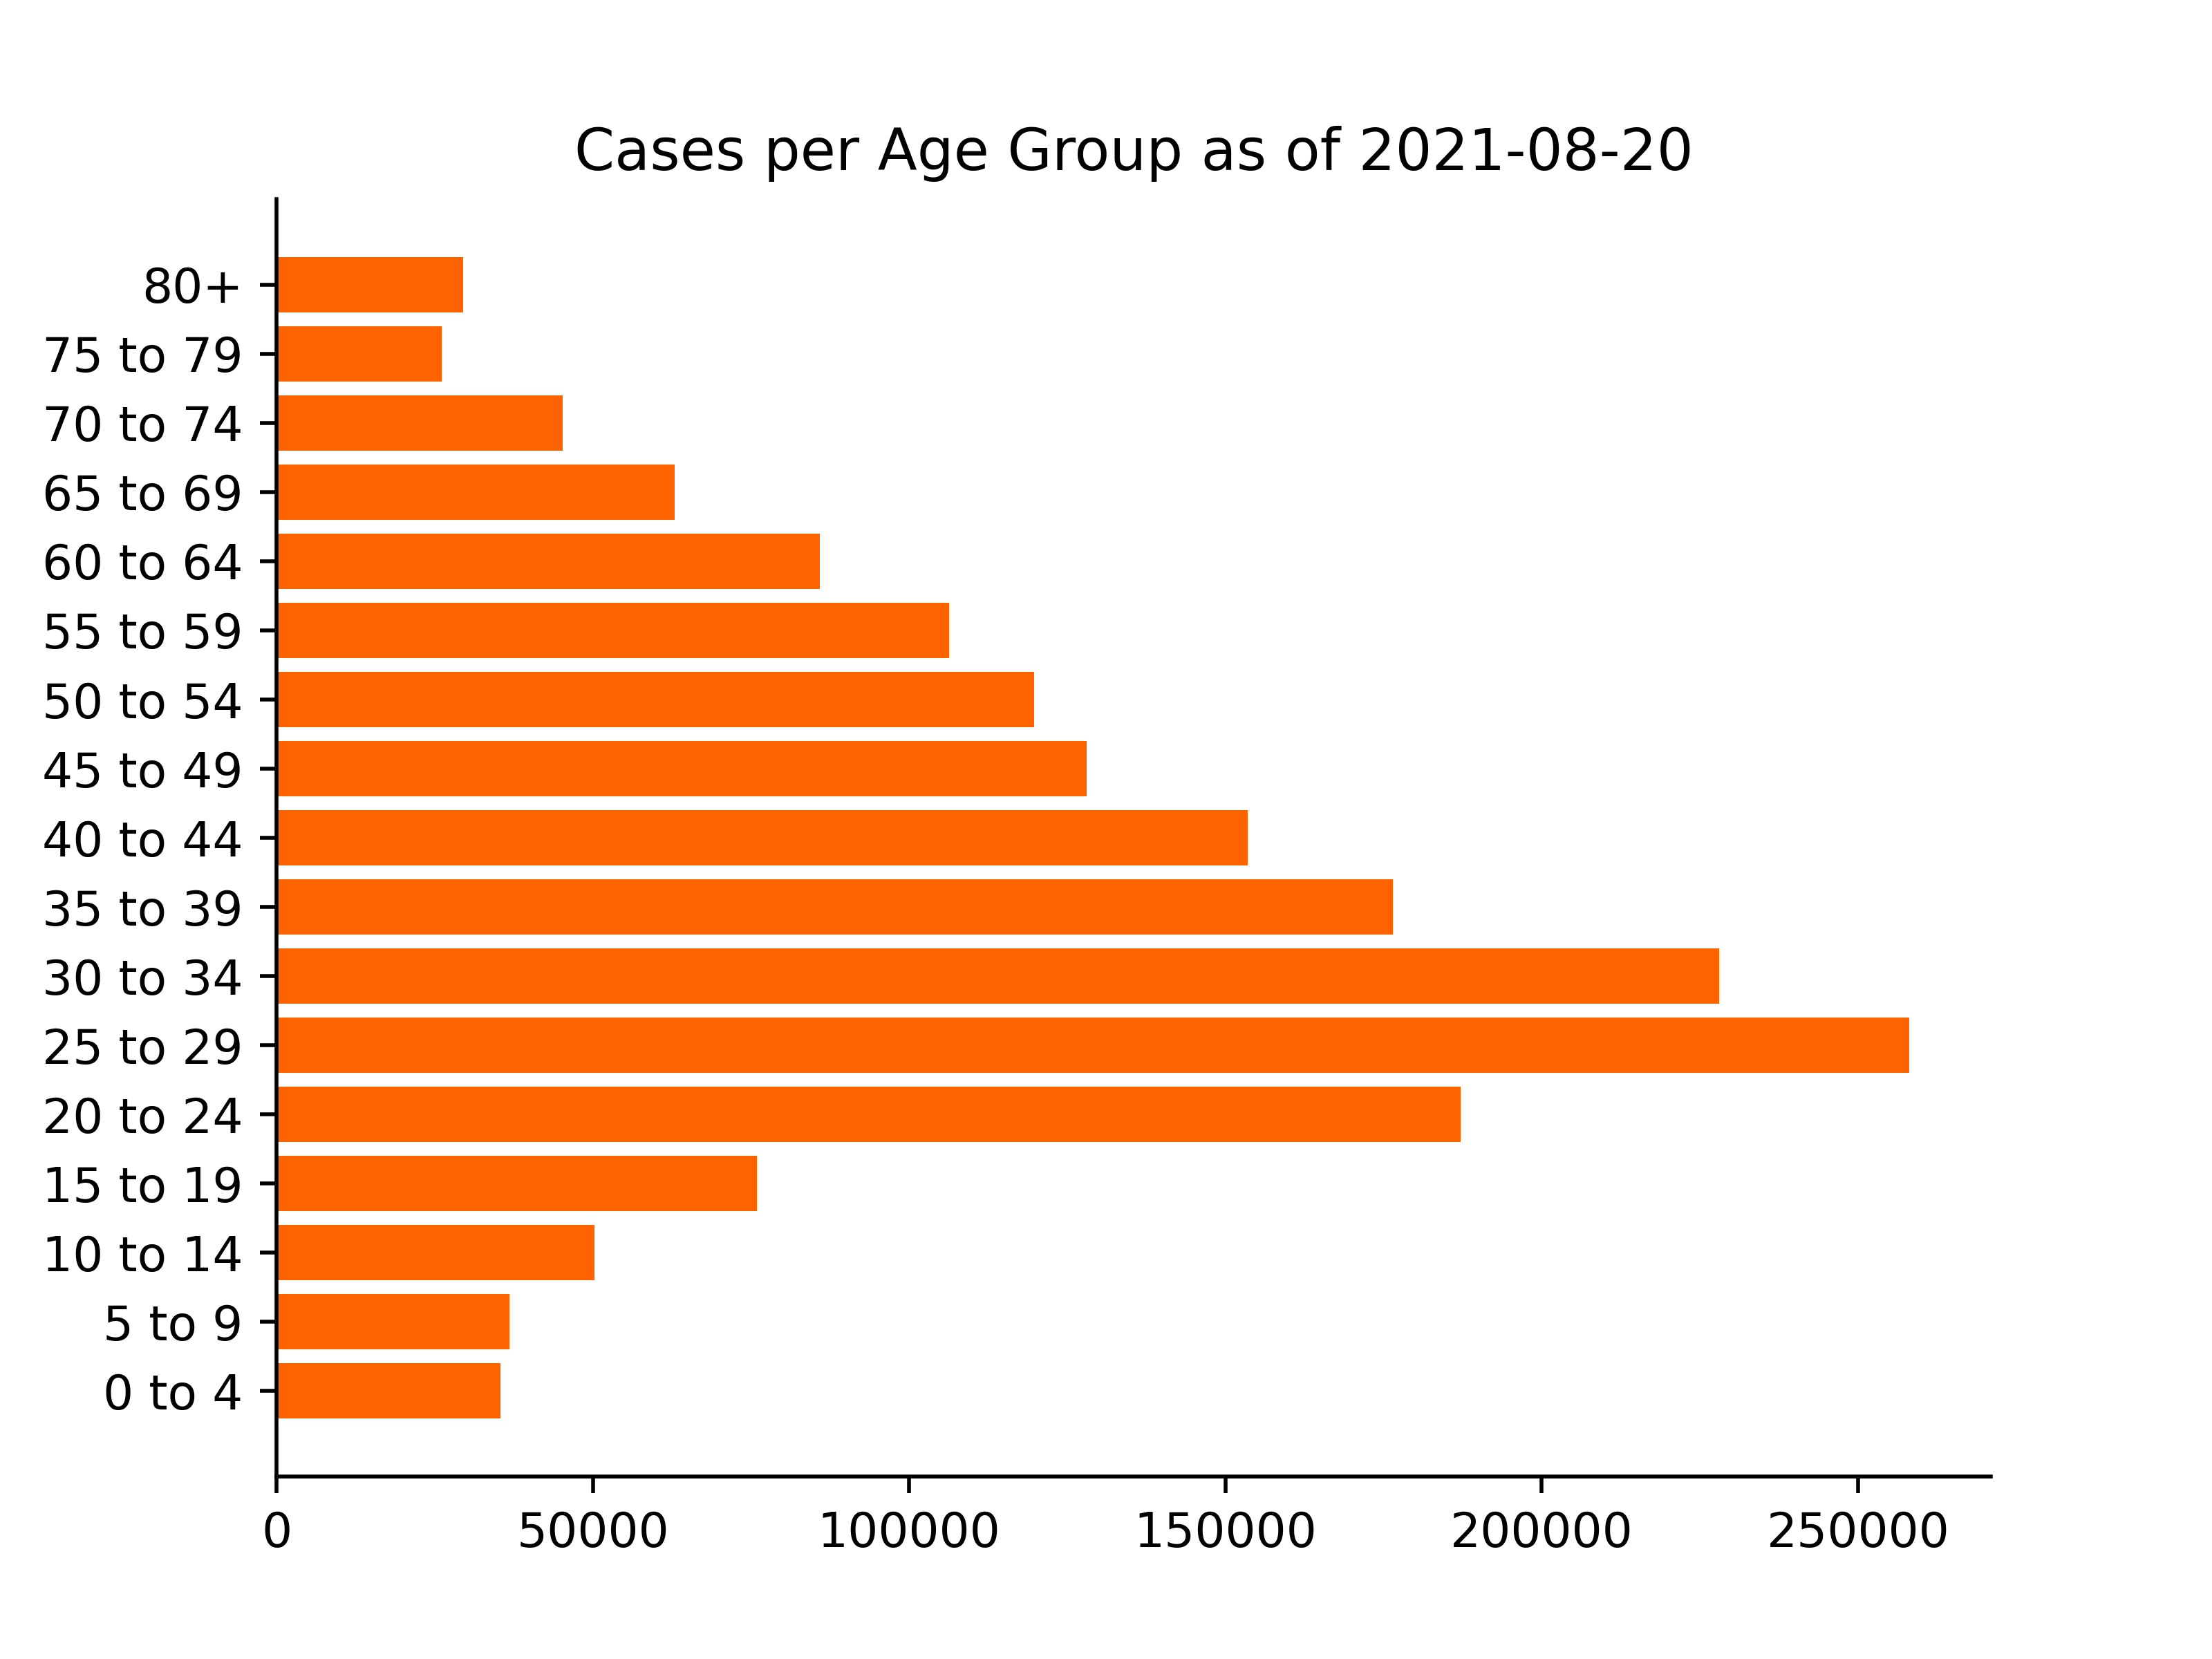 Cases per Age Group as of 2021-08-20
80+
75 to 79
70 to 74
65 to 69
60 to 64
55 to 59
50 to 54
45 to 49
40 to 44
35 to 39
30 to 34
25 to 29
20 to 24
15 to 19
10 to 14
5 to 9
0 to 4
0 50000 100000 150000 200000 250000